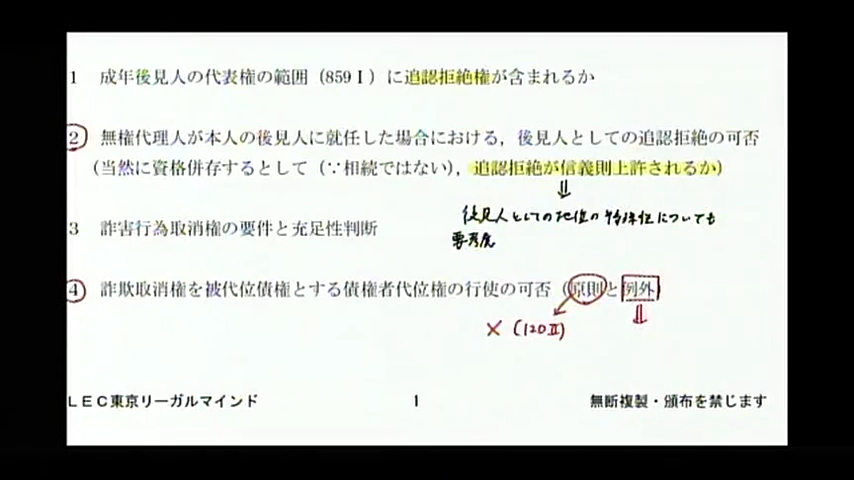 1 成年後見人の代表権の範囲（859Ⅰ）に追認拒絶権が含まれるか
2 無権代理人が本人の後見人に就任した場合における，後見人としての追認拒絶の可否
（当然に資格併存するとして（∵相続ではない），追認拒絶が信義則上許されるか）
⇓
後見人としての地位の特殊性についても
要考慮
3 詐害行為取消権の要件と充足性判断
4 詐欺取消権を被代位債権とする債権者代位権の行使の可否（原則と例外）
× (120Ⅱ) ⇓
LEC東京リーガルマインド 1 無断複製・頒布を禁じます